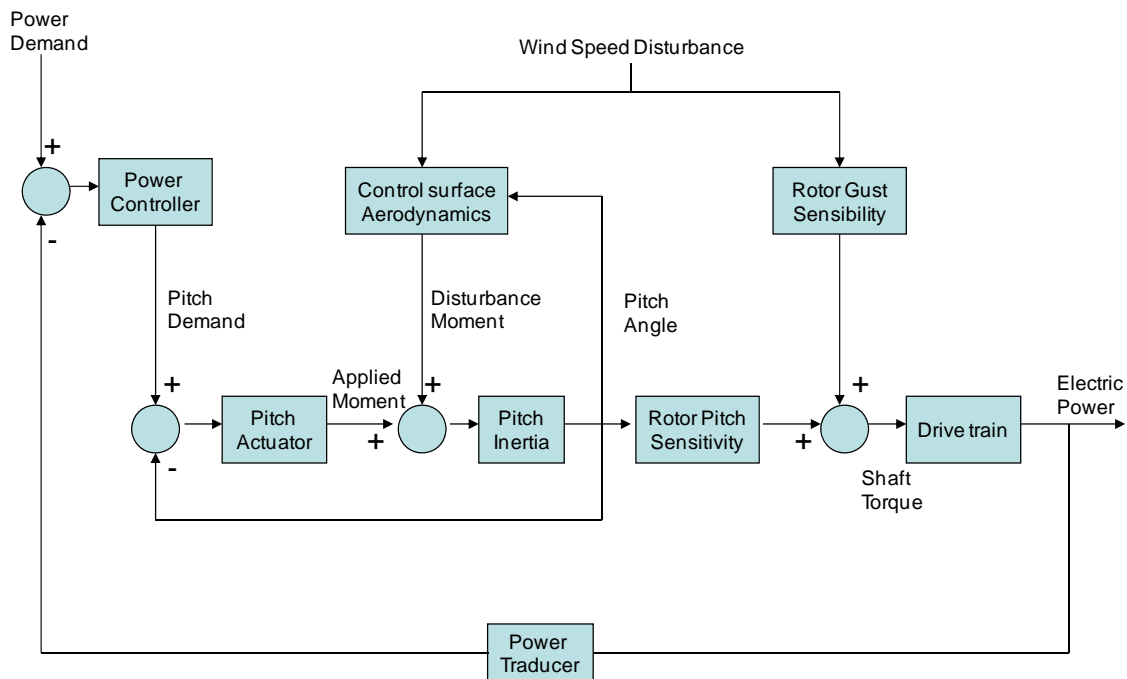 Power
Demand
Wind Speed Disturbance
+
-
Power
Controller
Control surface
Aerodynamics
Rotor Gust
Sensibility
Pitch
Demand
Disturbance
Moment
Pitch
Angle
+
-
Pitch
Actuator
Applied
Moment
+
+
Pitch
Inertia
Rotor Pitch
Sensitivity
+
+
Shaft
Torque
Drive train
Electric
Power
Power
Traducer